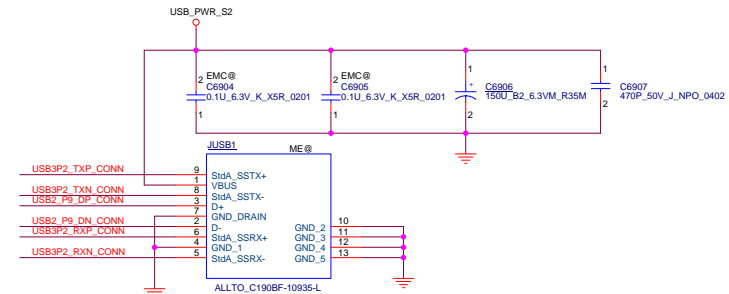 USB_PWR_S2
2 EMC@ 2 EMC@ 1 1
C6904 C6905 + C6906 C6907
0.1U_6.3V_K_X5R_0201 0.1U_6.3V_K_X5R_0201 150U_B2_6.3VM_R35M 470P_50V_J_NPO_0402
1 1 2 2
JUSB1 ME@
USB3P2_TXP_CONN 9 StdA_SSTX+
1 VBUS
USB3P2_TXN_CONN 8 StdA_SSTX-
USB2_P9_DP_CONN 3 D+
7 GND_DRAIN
USB2_P9_DN_CONN 2 D- GND_2 10
USB3P2_RXP_CONN 6 StdA_SSRX+ GND_3 11
4 GND_1 GND_4 12
USB3P2_RXN_CONN 5 StdA_SSRX- GND_5 13
ALLTO_C190BF-10935-L